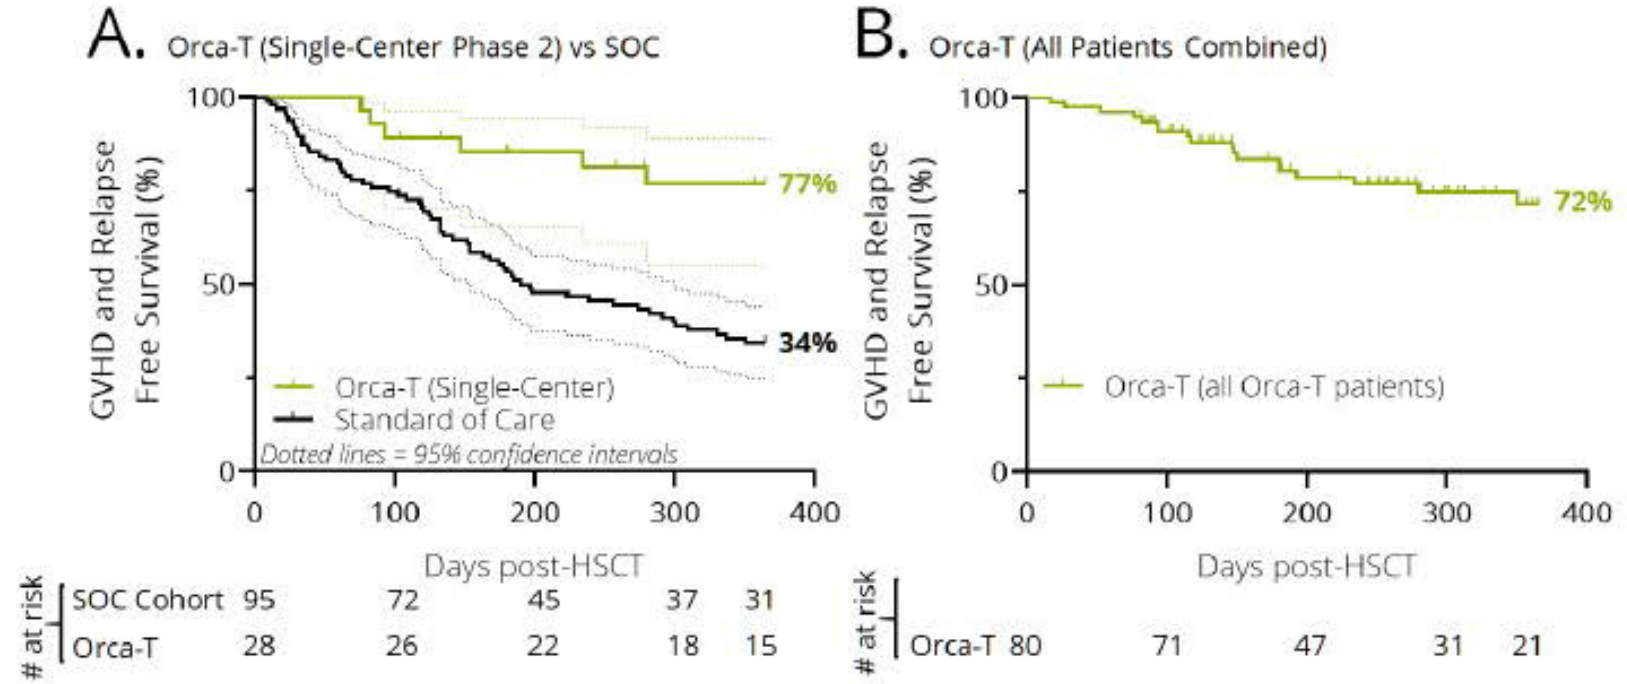 A. Orca-T (Single-Center Phase 2) vs SOC
GVHD and Relapse
Free Survival (%)
100
50
0
77%
34%
Orca-T (Single-Center)
Standard of Care
Dotted lines = 95% confidence intervals
0 100 200 300 400
Days post-HSCT
# at risk
SOC Cohort 95 72 45 37 31
Orca-T 28 26 22 18 15
B. Orca-T (All Patients Combined)
GVHD and Relapse
Free Survival (%)
100
50
0
72%
Orca-T (all Orca-T patients)
0 100 200 300 400
Days post-HSCT
# at risk
Orca-T 80 71 47 31 21